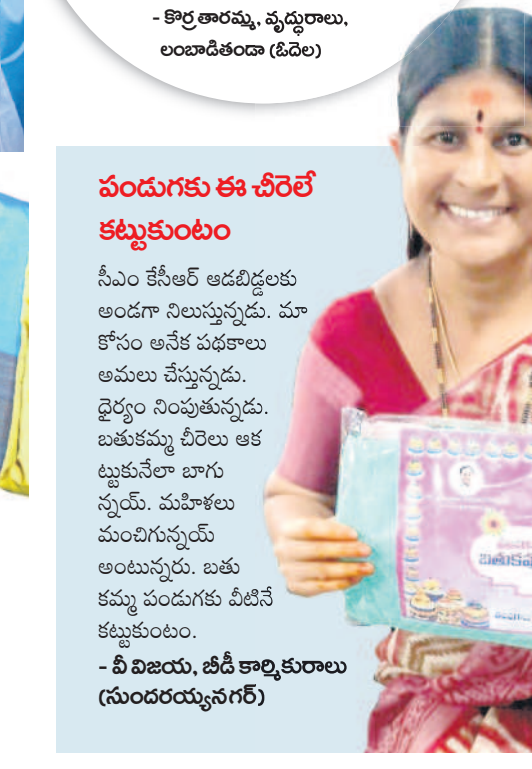 - కొర్ర తారమ్మ, వృద్ధురాలు,
లంబాడితండా (ఓదెల)
పండుగకు ఈ చీరెలే
కట్టుకుంటం
సీఎం కేసీఆర్ ఆడబిడ్డలకు
అండగా నిలుస్తున్నడు. మా
కోసం అనేక పథకాలు
అమలు చేస్తున్నడు.
ధైర్యం నింపుతున్నడు.
బతుకమ్మ చీరెలు ఆక
ట్టుకునేలా బాగు
న్నయ్. మహిళలు
మంచిగున్నయ్
అంటున్నరు. బతు
కమ్మ పండుగకు వీటినే
కట్టుకుంటం.
- వీ విజయ, బీడీ కార్మికురాలు
(సుందరయ్యనగర్)